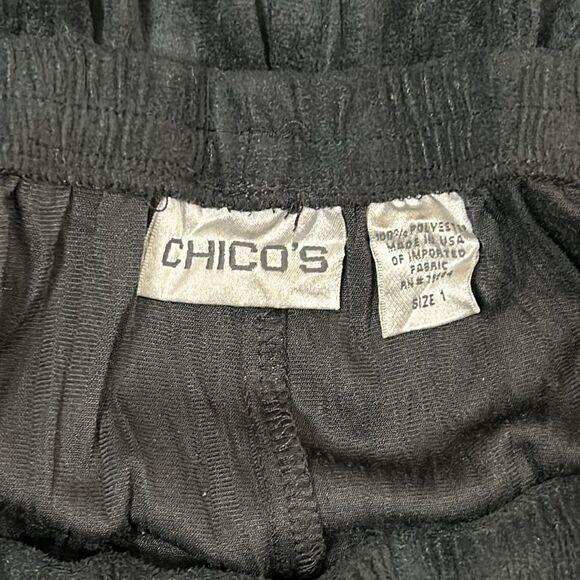 CHICO'S
100% POLYESTER
MADE IN USA
OF IMPORTED
FABRIC
SIZE 1